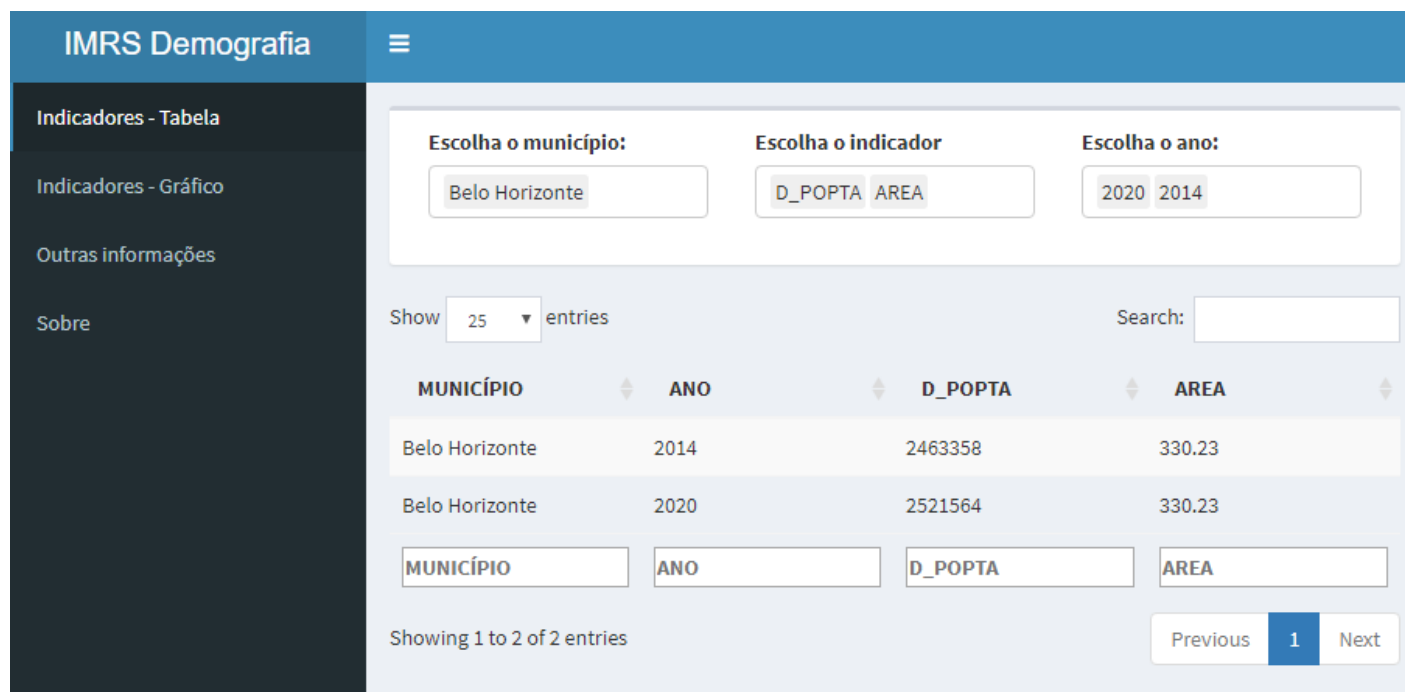 IMRS Demografia
Indicadores - Tabela
Indicadores - Gráfico
Outras informações
Sobre
Escolha o município: Escolha o indicador Escolha o ano:
Belo Horizonte D_POPTA AREA 2020 2014
Show 25 entries Search:
MUNICÍPIO ANO D_POPTA AREA
Belo Horizonte 2014 2463358 330.23
Belo Horizonte 2020 2521564 330.23
MUNICÍPIO ANO D_POPTA AREA
Showing 1 to 2 of 2 entries Previous 1 Next